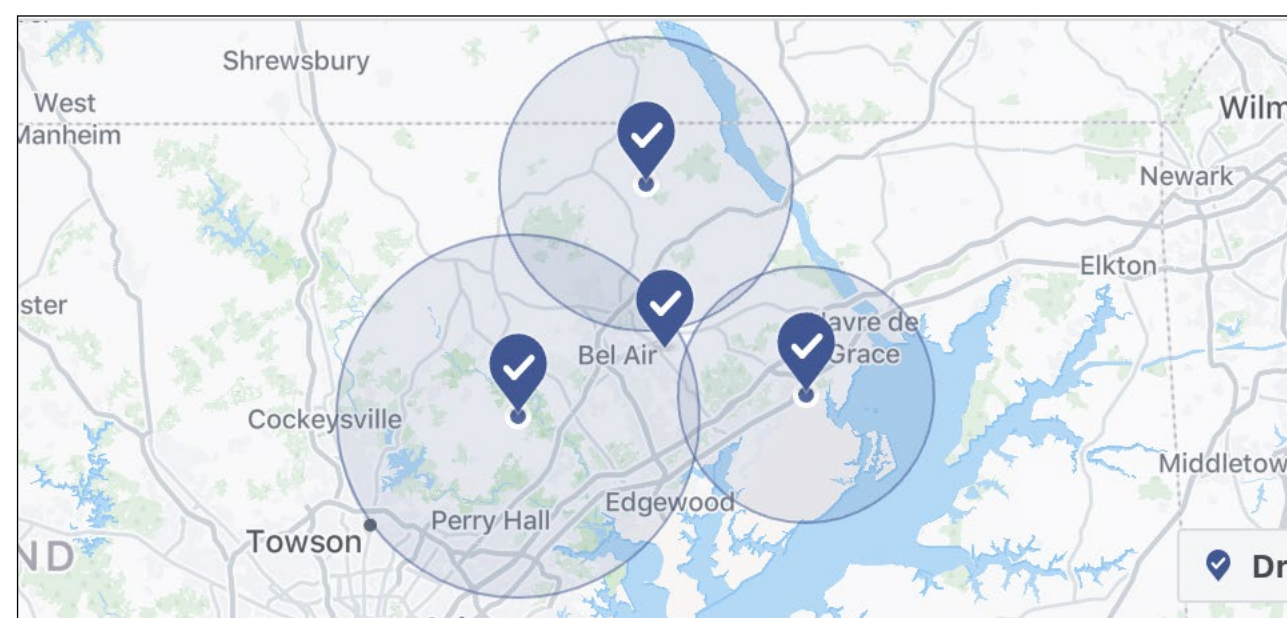 Shrewsbury
West
Manheim
Wilm
Newark
Elkton
ster
avre de
Grace
Bel Air
Cockeysville
Middletow
Edgewood
Perry Hall
Towson
ND
Dr